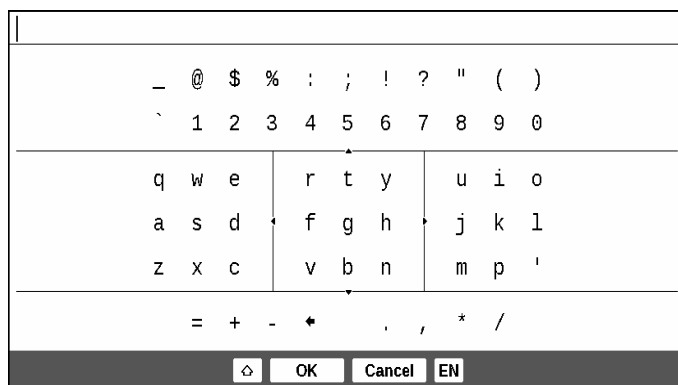 _ @ $ % : ; ! ? " ( )
` 1 2 3 4 5 6 7 8 9 0
q w e r t y u i o
a s d f g h j k l
z x c v b n m p '
= + - . , * /
OK Cancel EN